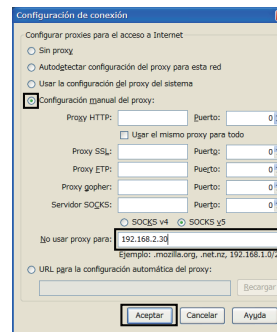 Configuración de conexión
Configurar proxies para el acceso a Internet
Sin proxy
Autodetectar configuración del proxy para esta red
Usar la configuración del proxy del sistema
Configuración manual del proxy:
Proxy HTTP: Puerto: 0
Usar el mismo proxy para todo
Proxy SSL: Puerto: 0
Proxy FTP: Puerto: 0
Proxy gopher: Puerto: 0
Servidor SOCKS: Puerto: 0
SOCKS v4 SOCKS v5
No usar proxy para: 192.168.2.30
Ejemplo: .mozilla.org, .net.nz, 192.168.1.0/2
URL para la configuración automática del proxy:
Recargar
Aceptar Cancelar Ayuda